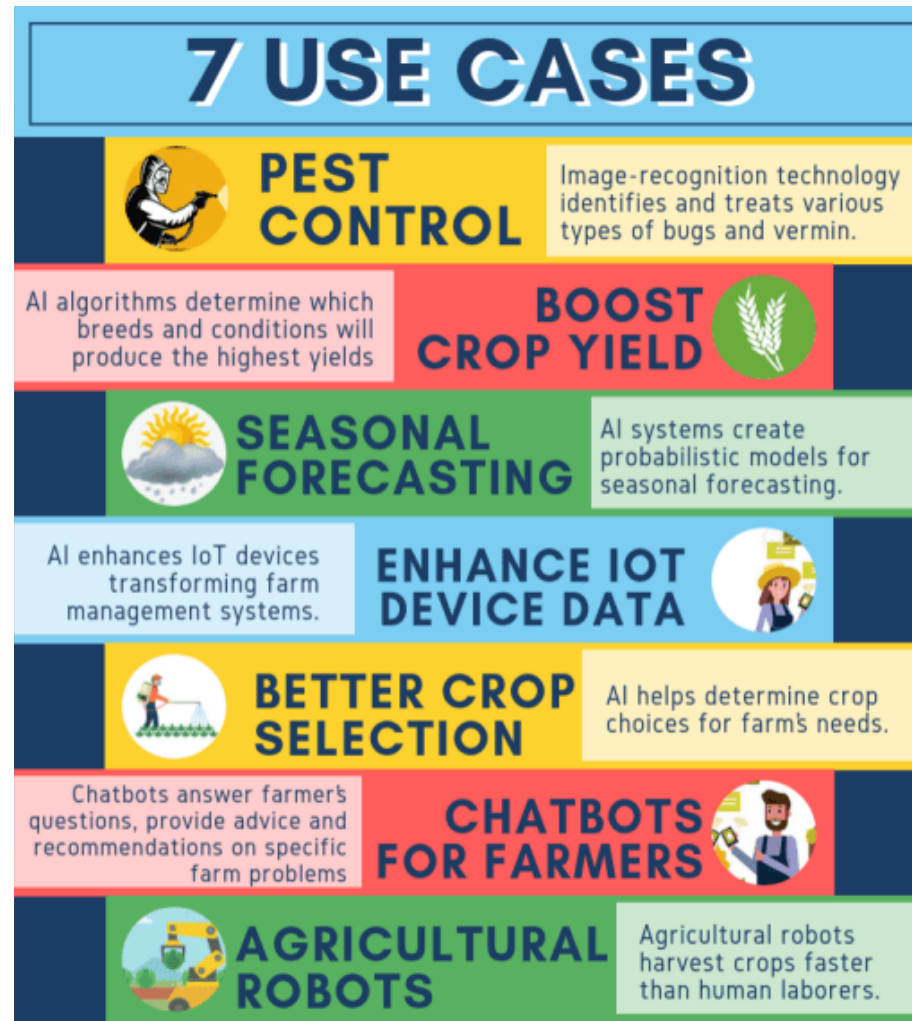 7 USE CASES
PEST
CONTROL
Image-recognition technology
identifies and treats various
types of bugs and vermin.
AI algorithms determine which
breeds and conditions will
produce the highest yields
BOOST
CROP YIELD
SEASONAL
FORECASTING
AI systems create
probabilistic models for
seasonal forecasting.
AI enhances IoT devices
transforming farm
management systems.
ENHANCE IOT
DEVICE DATA
BETTER CROP
SELECTION
AI helps determine crop
choices for farm's needs.
Chatbots answer farmer's
questions, provide advice and
recommendations on specific
farm problems
CHATBOTS
FOR FARMERS
AGRICULTURAL
ROBOTS
Agricultural robots
harvest crops faster
than human laborers.